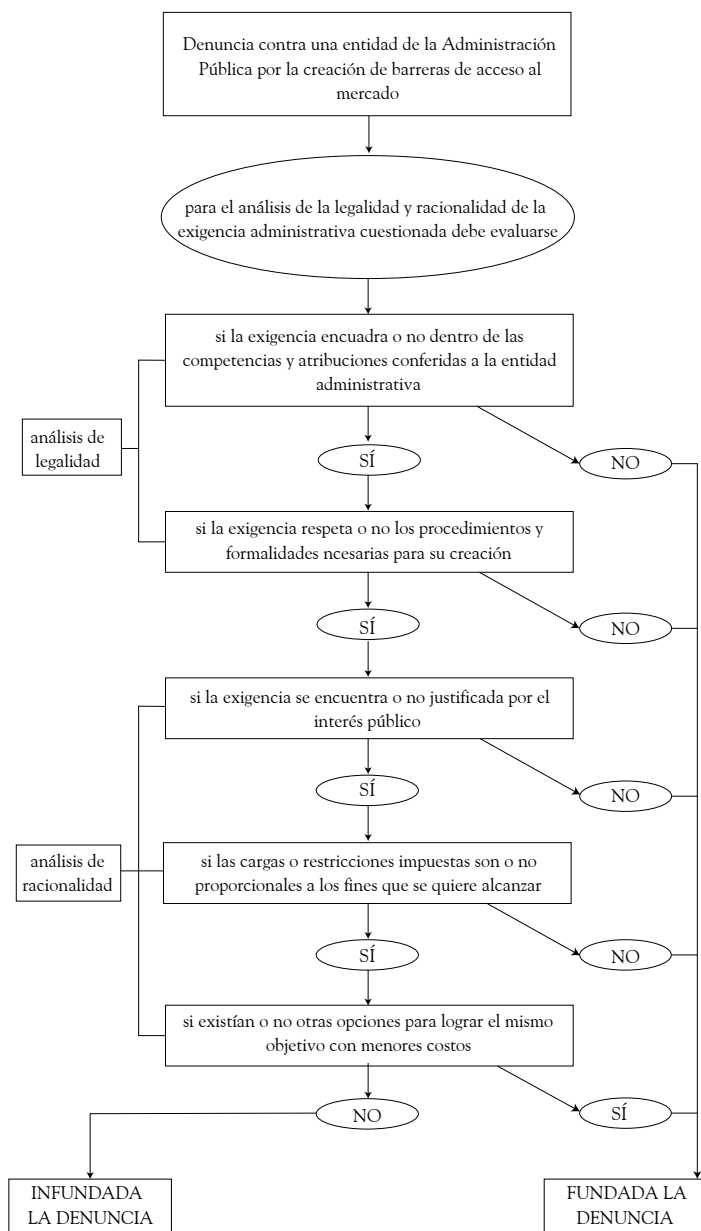 Denuncia contra una entidad de la Administración
Pública por la creación de barreras de acceso al
mercado
para el análisis de la legalidad y racionalidad de la
exigencia administrativa cuestionada debe evaluarse
si la exigencia encuadra o no dentro de las
competencias y atribuciones conferidas a la entidad
administrativa
análisis de
legalidad
SÍ
NO
si la exigencia respeta o no los procedimientos y
formalidades ncesarias para su creación
SÍ
NO
si la exigencia se encuentra o no justificada por el
interés público
SÍ
NO
análisis de
racionalidad
si las cargas o restricciones impuestas son o no
proporcionales a los fines que se quiere alcanzar
SÍ
NO
si existían o no otras opciones para lograr el mismo
objetivo con menores costos
NO
SÍ
INFUNDADA
LA DENUNCIA
FUNDADA LA
DENUNCIA